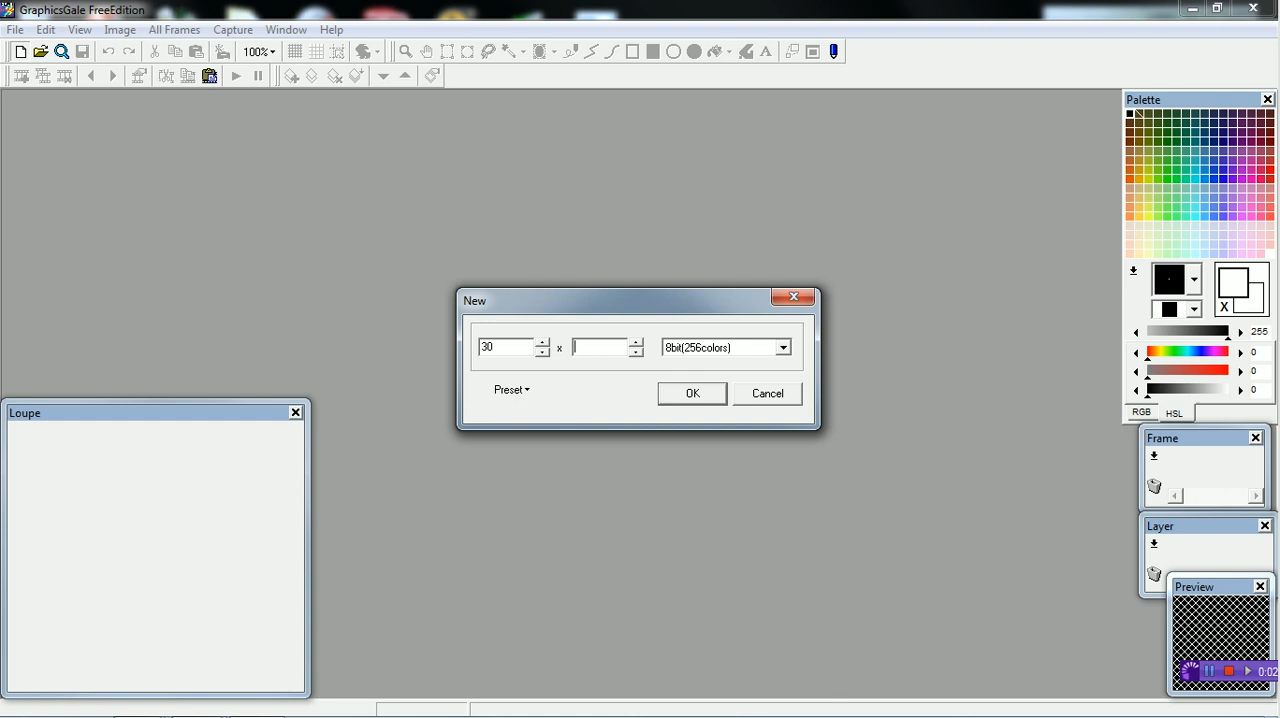 GraphicsGale FreeEdition
File Edit View Image All Frames Capture Window Help
100%
Palette
New
30 x 8bit(256colors)
Preset OK Cancel
X
255
0
0
0
RGB HSL
Loupe
Frame
Layer
Preview
0:02